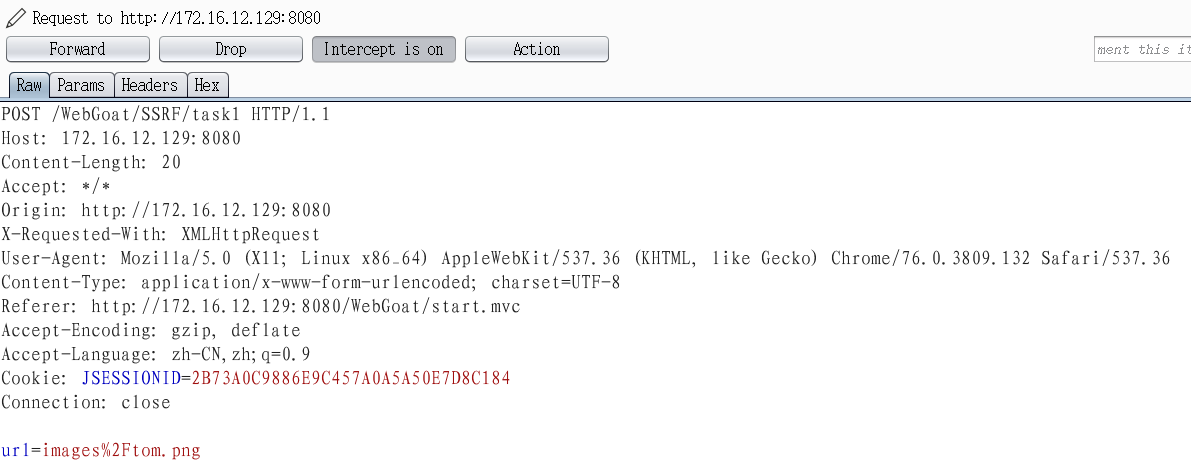 Request to http://172.16.12.129:8080
Forward Drop Intercept is on Action ment this it
Raw Params Headers Hex
POST /WebGoat/SSRF/task1 HTTP/1.1
Host: 172.16.12.129:8080
Content-Length: 20
Accept: */*
Origin: http://172.16.12.129:8080
X-Requested-With: XMLHttpRequest
User-Agent: Mozilla/5.0 (X11; Linux x86_64) AppleWebKit/537.36 (KHTML, like Gecko) Chrome/76.0.3809.132 Safari/537.36
Content-Type: application/x-www-form-urlencoded; charset=UTF-8
Referer: http://172.16.12.129:8080/WebGoat/start.mvc
Accept-Encoding: gzip, deflate
Accept-Language: zh-CN,zh;q=0.9
Cookie: JSESSIONID=2B73A0C9886E9C457A0A5A50E7D8C184
Connection: close
url=images%2Ftom.png